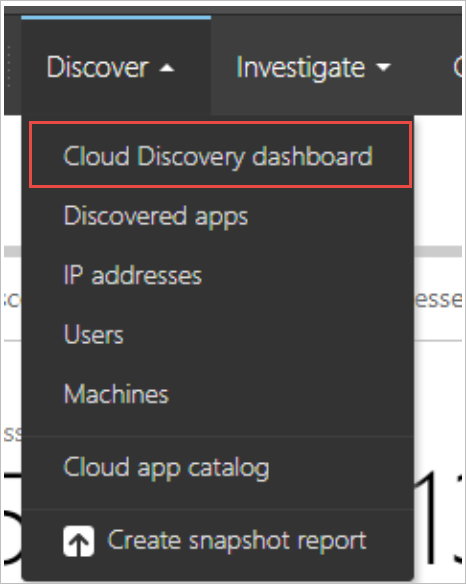 Discover Investigate
Cloud Discovery dashboard
Discovered apps
IP addresses
Users
Machines
Cloud app catalog
Create snapshot report